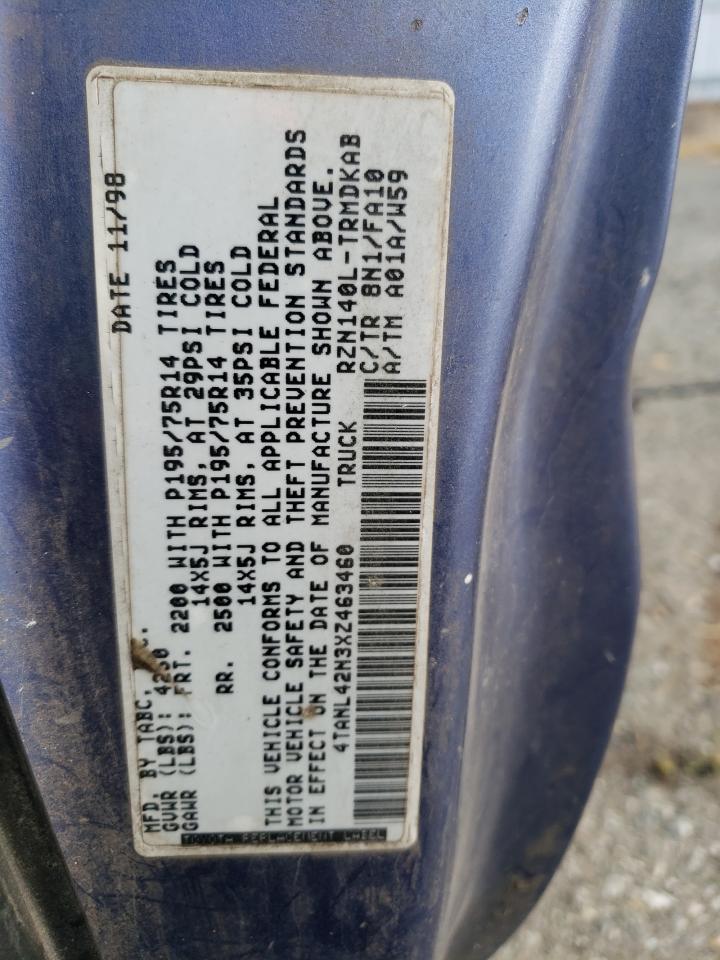 DATE 11/98
MFD. BY TABC,
GVWR (LBS): 4230
GAWR (LBS): FRT. 2200 WITH P195/75R14 TIRES
14X5J RIMS, AT 29PSI COLD
RR. 2500 WITH P195/75R14 TIRES
14X5J RIMS, AT 35PSI COLD
THIS VEHICLE CONFORMS TO ALL APPLICABLE FEDERAL
MOTOR VEHICLE SAFETY AND THEFT PREVENTION STANDARDS
IN EFFECT ON THE DATE OF MANUFACTURE SHOWN ABOVE.
4TANL42N3XZ463460 TRUCK RZN140L-TRMDKAB
C/TR 8N1/FA10
A/TM A01A/W59
TOYOTA REPLACEMENT LABEL